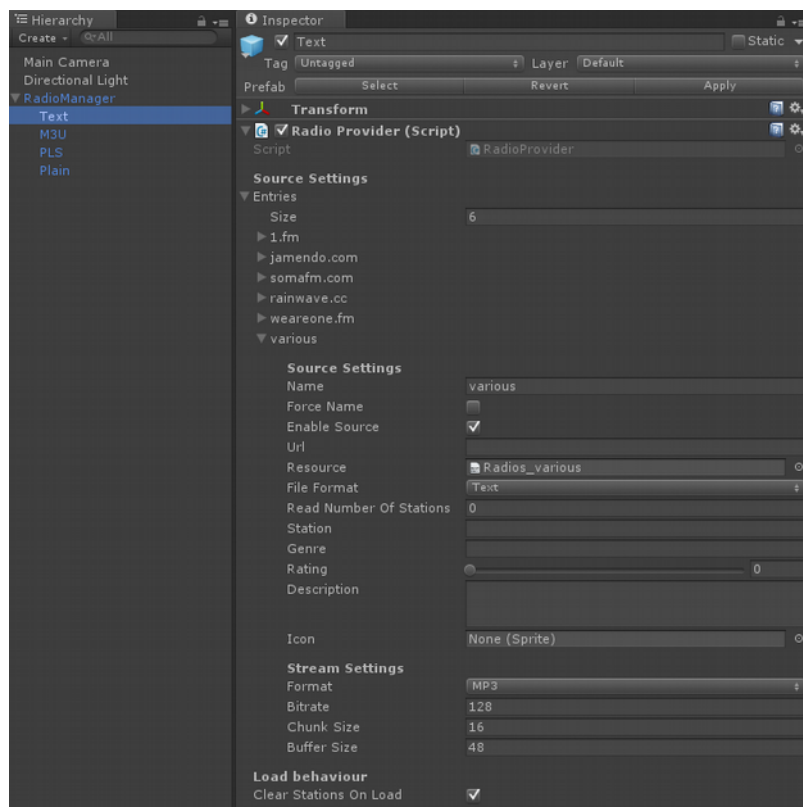 Hierarchy
Create
All
Main Camera
Directional Light
RadioManager
Text
M3U
PLS
Plain
Inspector
Text
Static
Tag Untagged Layer Default
Prefab Select Revert Apply
Transform
Radio Provider (Script)
Script RadioProvider
Source Settings
Entries
Size 6
1.fm
jamendo.com
somafm.com
rainwave.cc
weareone.fm
various
Source Settings
Name various
Force Name
Enable Source
Url
Resource Radios_various
File Format Text
Read Number Of Stations 0
Station
Genre
Rating 0
Description
Icon None (Sprite)
Stream Settings
Format MP3
Bitrate 128
Chunk Size 16
Buffer Size 48
Load behaviour
Clear Stations On Load